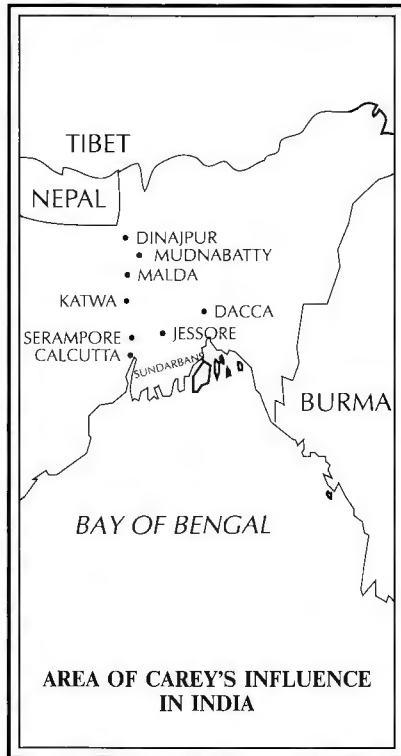 TIBET
NEPAL
DINAJPUR
MUDNABATTY
MALDA
KATWA
DACCA
SERAMPORE
JESSORE
CALCUTTA
SUNDARBANS
BURMA
BAY OF BENGAL
AREA OF CAREY'S INFLUENCE
IN INDIA